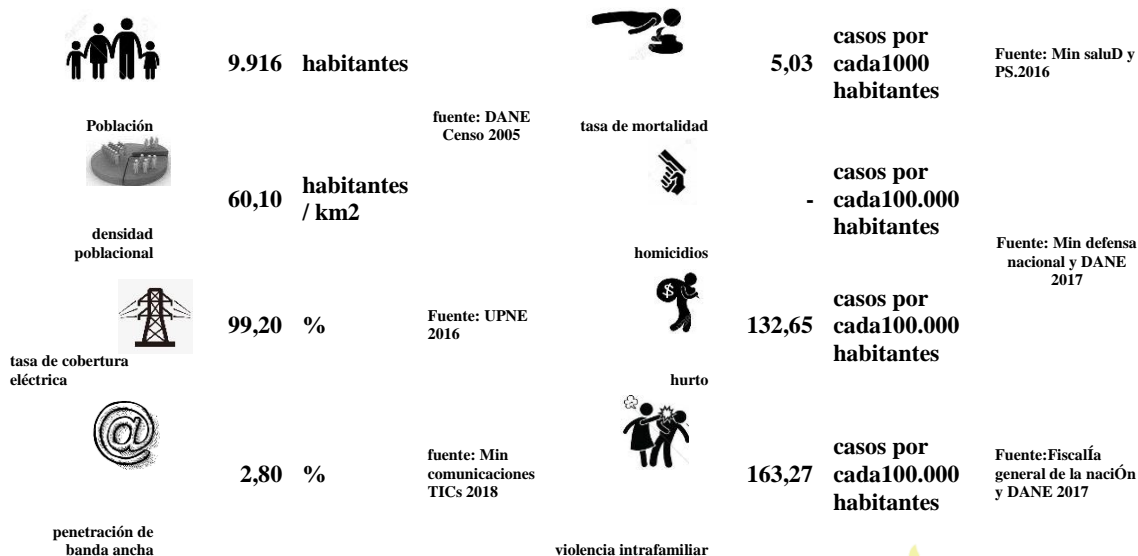 9.916 habitantes
Población
fuente: DANE
Censo 2005
60,10 habitantes
/ km2
densidad
poblacional
99,20 %
Fuente: UPNE
2016
tasa de cobertura
eléctrica
2,80 %
fuente: Min
comunicaciones
TICs 2018
penetración de
banda ancha
5,03 casos por
cada1000
habitantes
Fuente: Min saluD y
PS.2016
tasa de mortalidad
- casos por
cada100.000
habitantes
homicidios
Fuente: Min defensa
nacional y DANE
2017
132,65 casos por
cada100.000
habitantes
hurto
163,27 casos por
cada100.000
habitantes
Fuente:FiscalÍa
general de la naciÓn
y DANE 2017
violencia intrafamiliar